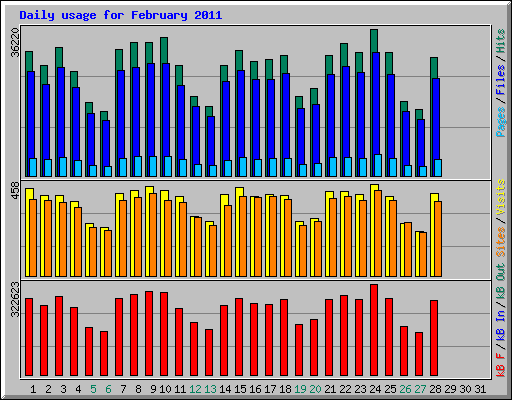 Daily usage for February 2011
36220
Pages / Files / Hits
458
Sites / Visits
322623
kB F / kB In / kB Out
1 2 3 4 5 6 7 8 9 10 11 12 13 14 15 16 17 18 19 20 21 22 23 24 25 26 27 28 29 30 31